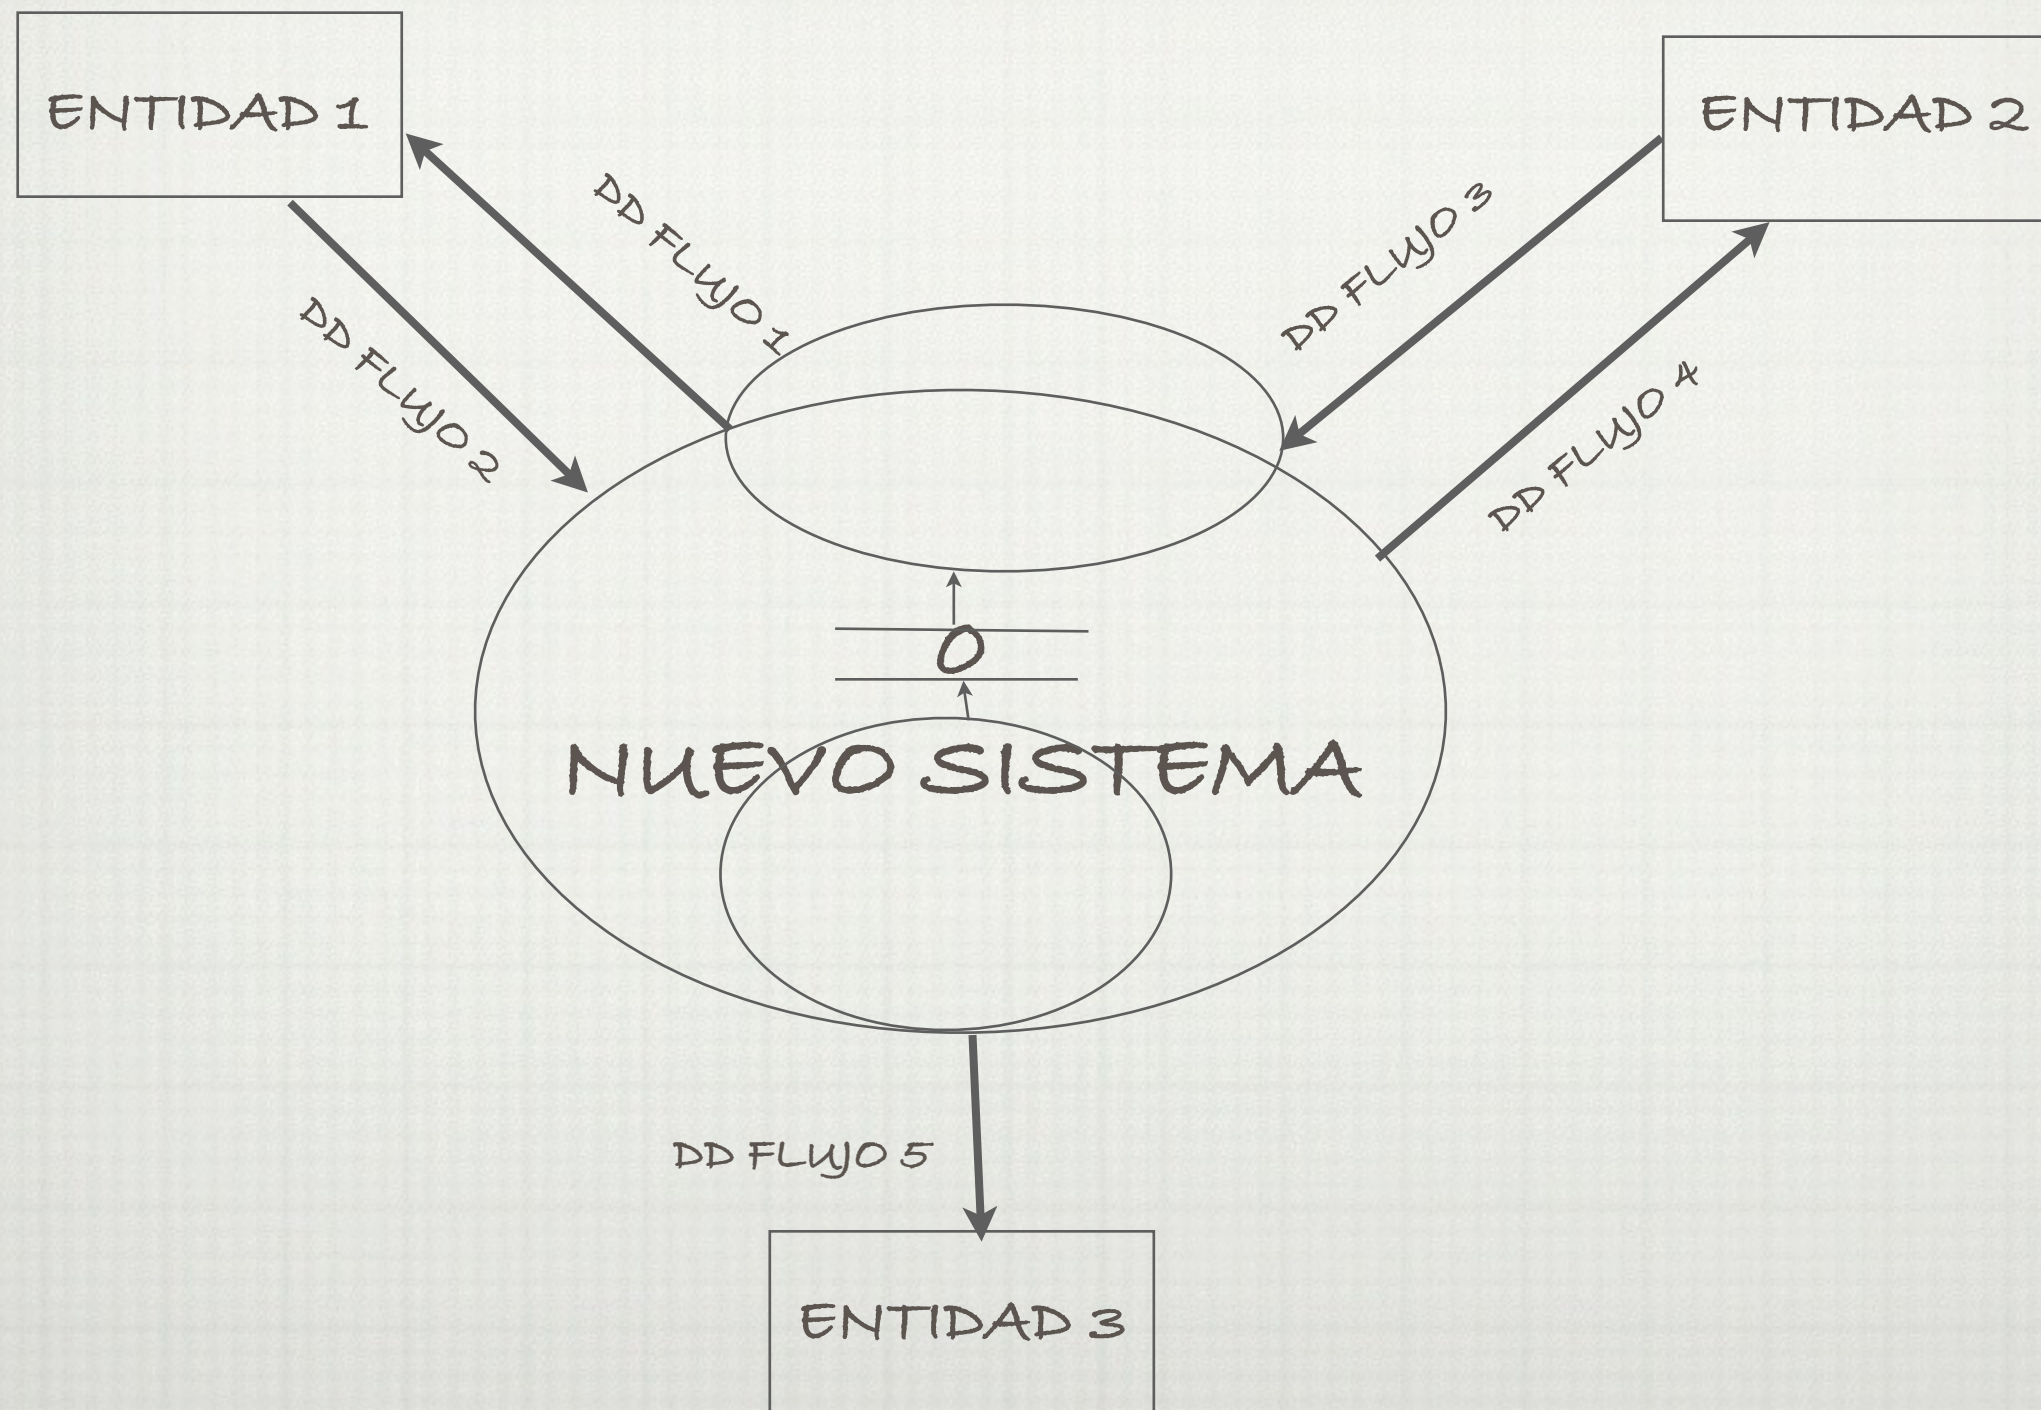 ENTIDAD 1
ENTIDAD 2
DD FLUJO 1
DD FLUJO 3
DD FLUJO 2
DD FLUJO 4
0
NUEVO SISTEMA
DD FLUJO 5
ENTIDAD 3